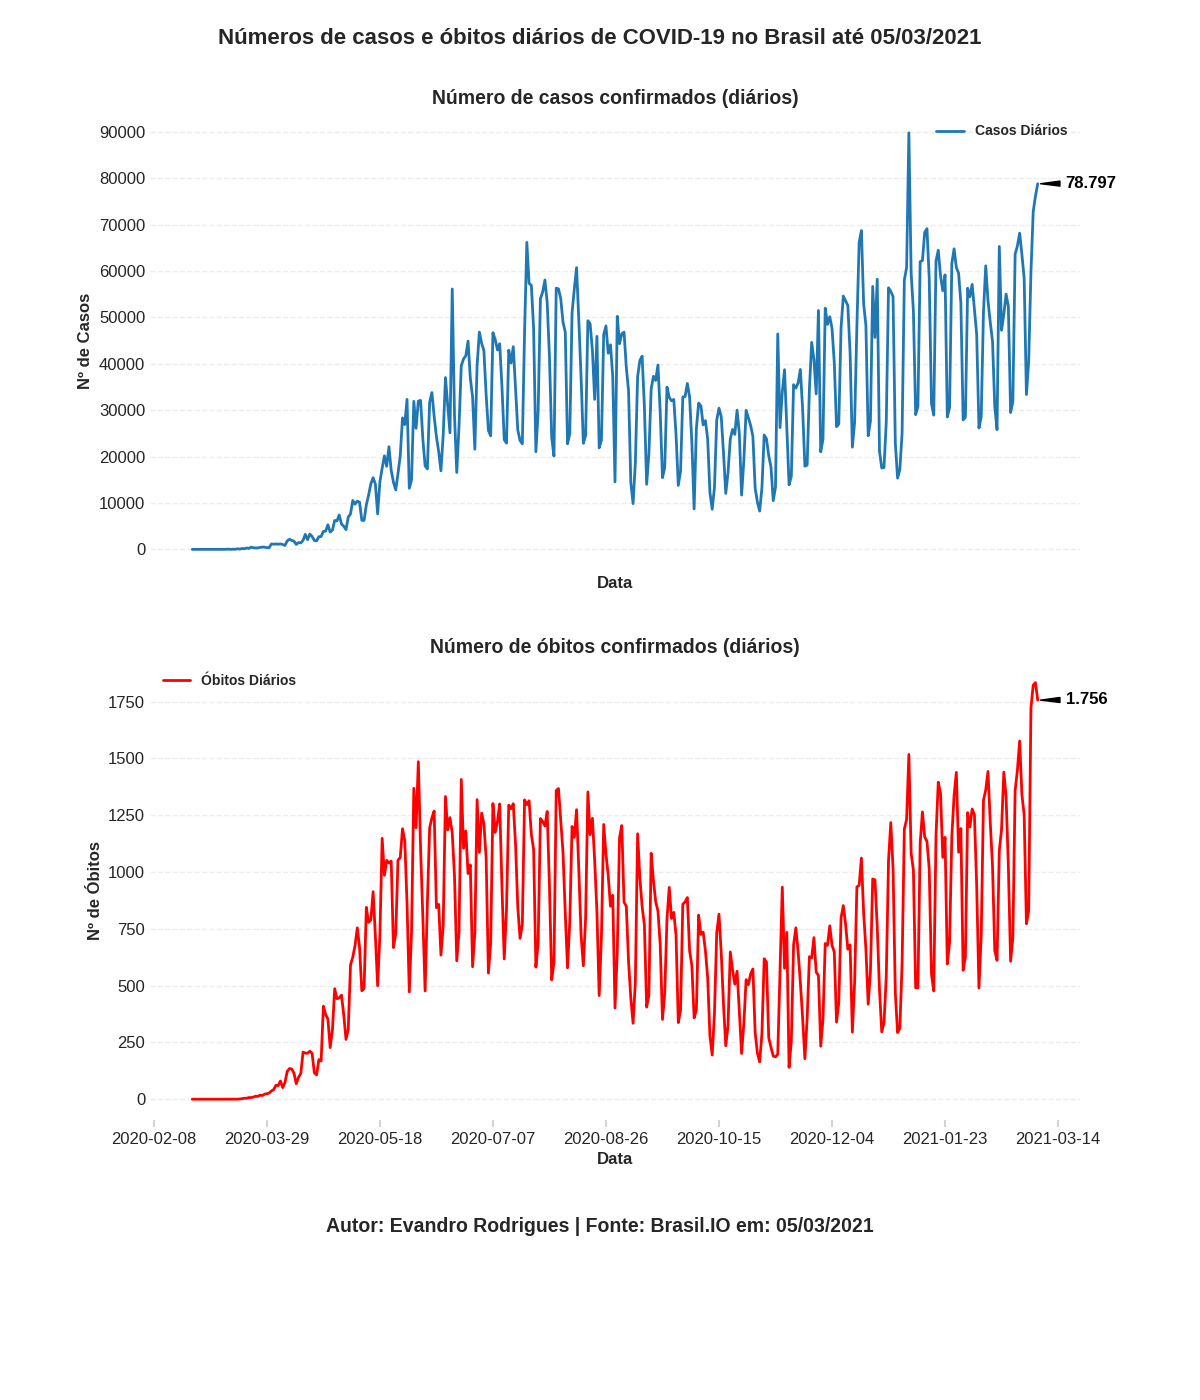 Números de casos e óbitos diários de COVID-19 no Brasil até 05/03/2021
Número de casos confirmados (diários)
90000
Casos Diários
80000
78.797
70000
60000
50000
40000
30000
20000
10000
0
Nº de Casos
Data
Número de óbitos confirmados (diários)
Óbitos Diários
1750
1.756
1500
1250
1000
750
500
250
0
Nº de Óbitos
2020-02-08 2020-03-29 2020-05-18 2020-07-07 2020-08-26 2020-10-15 2020-12-04 2021-01-23 2021-03-14
Data
Autor: Evandro Rodrigues | Fonte: Brasil.IO em: 05/03/2021